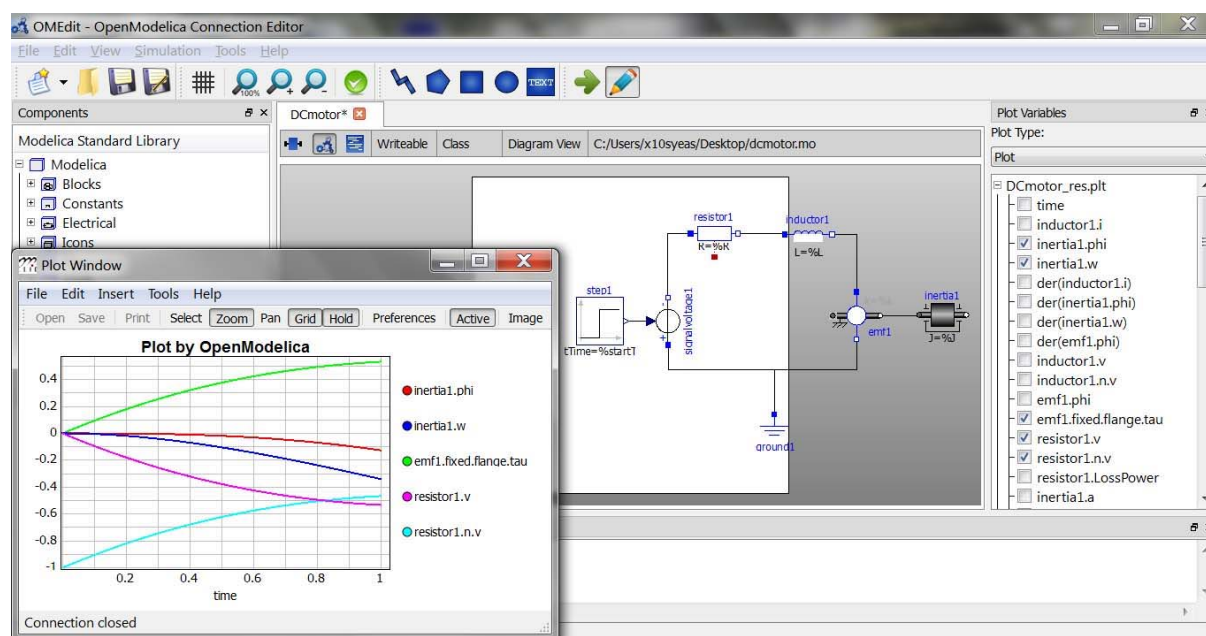 OMEdit - OpenModelica Connection Editor
File Edit View Simulation Tools Help
100%
TEXT
Components
Modelica Standard Library
Modelica
Blocks
Constants
Electrical
Icons
DCmotor*
Writeable Class Diagram View C:/Users/x10syeas/Desktop/dcmotor.mo
resistor1
R=%R
inductor1
L=%L
step1
tTime=%startT
signalvoltage1
- +
emf1
inertia1
J=%J
ground1
Plot Variables
Plot Type:
Plot
DCmotor_res.plt
time
inductor1.i
inertia1.phi
inertia1.w
der(inductor1.i)
der(inertia1.phi)
der(inertia1.w)
der(emf1.phi)
inductor1.v
inductor1.n.v
emf1.phi
emf1.fixed.flange.tau
resistor1.v
resistor1.n.v
resistor1.LossPower
inertia1.a
Plot Window
File Edit Insert Tools Help
Open Save Print Select Zoom Pan Grid Hold Preferences Active Image
Plot by OpenModelica
0.4
0.2
0
-0.2
-0.4
-0.6
-0.8
-1
0.2 0.4 0.6 0.8 1
time
inertia1.phi
inertia1.w
emf1.fixed.flange.tau
resistor1.v
resistor1.n.v
Connection closed